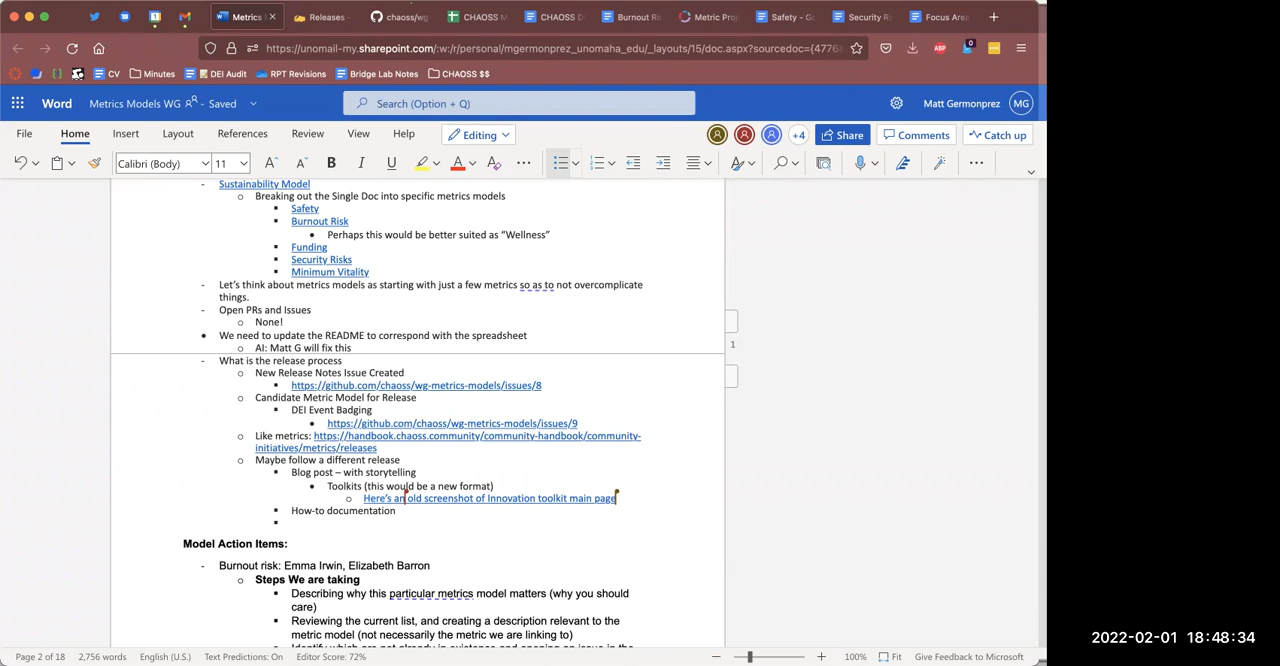 Metrics
Releases
chaoss/wg
CHAOSS M
CHAOSS D
Burnout Ri
Metric Proj
Safety - Go
Security Ri
Focus Area
https://unomail-my.sharepoint.com/:w:/r/personal/mgermonprez_unomaha_edu/_layouts/15/doc.aspx?sourcedoc={4776
ABP
0
CV
Minutes
DEI Audit
RPT Revisions
Bridge Lab Notes
CHAOSS $$
Word
Metrics Models WG
- Saved
Search (Option + Q)
Matt Germonprez
MG
File
Home
Insert
Layout
References
Review
View
Help
Editing
+4
Share
Comments
Catch up
Calibri (Body)
11
A
A
B
I
U
A
- Sustainability Model
o Breaking out the Single Doc into specific metrics models
▪ Safety
▪ Burnout Risk
• Perhaps this would be better suited as “Wellness”
▪ Funding
▪ Security Risks
▪ Minimum Vitality
- Let’s think about metrics models as starting with just a few metrics so as to not overcomplicate
things.
- Open PRs and Issues
o None!
• We need to update the README to correspond with the spreadsheet
o AI: Matt G will fix this
- What is the release process
o New Release Notes Issue Created
▪ https://github.com/chaoss/wg-metrics-models/issues/8
o Candidate Metric Model for Release
▪ DEI Event Badging
• https://github.com/chaoss/wg-metrics-models/issues/9
o Like metrics: https://handbook.chaoss.community/community-handbook/community-
initiatives/metrics/releases
o Maybe follow a different release
▪ Blog post – with storytelling
• Toolkits (this would be a new format)
o Here’s an old screenshot of Innovation toolkit main page
▪ How-to documentation
▪
1
Model Action Items:
- Burnout risk: Emma Irwin, Elizabeth Barron
o Steps We are taking
▪ Describing why this particular metrics model matters (why you should
care)
▪ Reviewing the current list, and creating a description relevant to the
metric model (not necessarily the metric we are linking to)
Page 2 of 18
2,756 words
English (U.S.)
Text Predictions: On
Editor Score: 72%
100%
Fit
Give Feedback to Microsoft
2022-02-01 18:48:34